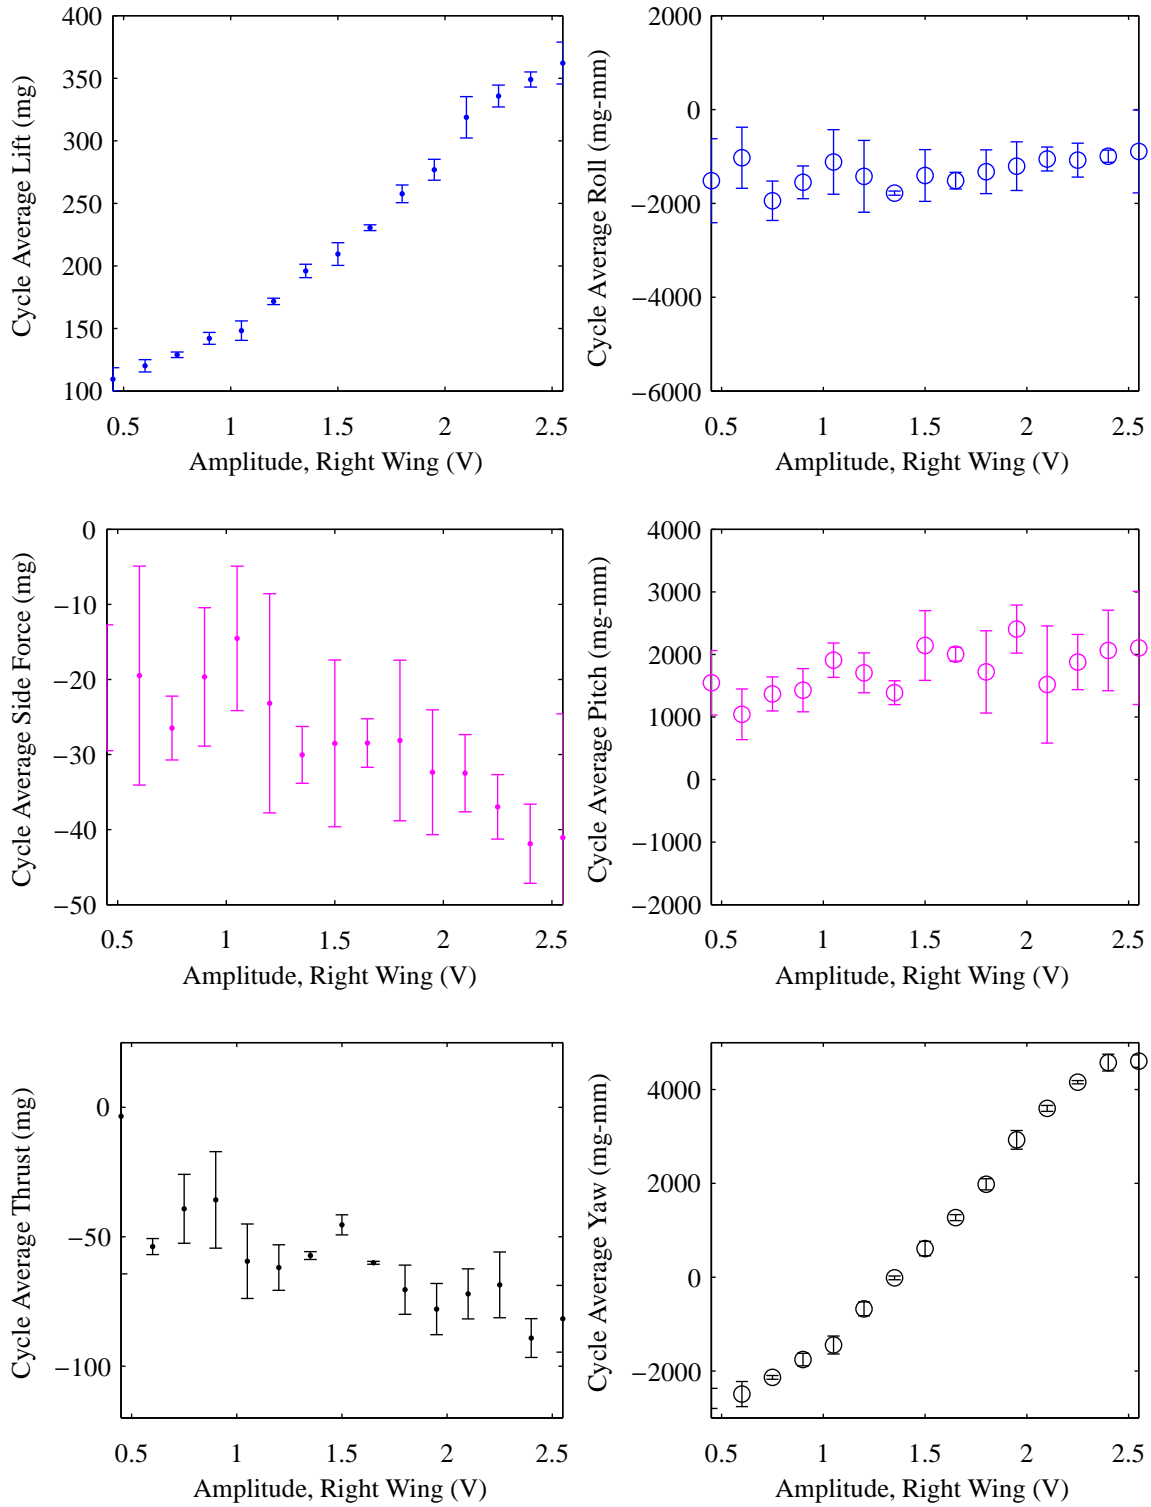 400
350
300
250
200
150
100
0.5 1 1.5 2 2.5
Amplitude, Right Wing (V)
Cycle Average Lift (mg)
2000
0
−2000
−4000
−6000
0.5 1 1.5 2 2.5
Amplitude, Right Wing (V)
Cycle Average Roll (mg-mm)
0
−10
−20
−30
−40
−50
0.5 1 1.5 2 2.5
Amplitude, Right Wing (V)
Cycle Average Side Force (mg)
4000
3000
2000
1000
0
−1000
−2000
0.5 1 1.5 2 2.5
Amplitude, Right Wing (V)
Cycle Average Pitch (mg-mm)
0
−50
−100
0.5 1 1.5 2 2.5
Amplitude, Right Wing (V)
Cycle Average Thrust (mg)
4000
2000
0
−2000
0.5 1 1.5 2 2.5
Amplitude, Right Wing (V)
Cycle Average Yaw (mg-mm)